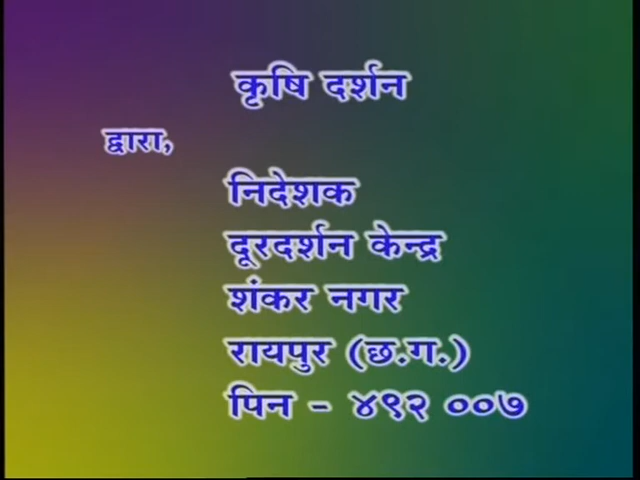 कृषि दर्शन
द्वारा,
निदेशक
दूरदर्शन केन्द्र
शंकर नगर
रायपुर (छ.ग.)
पिन - ४९२ ००७